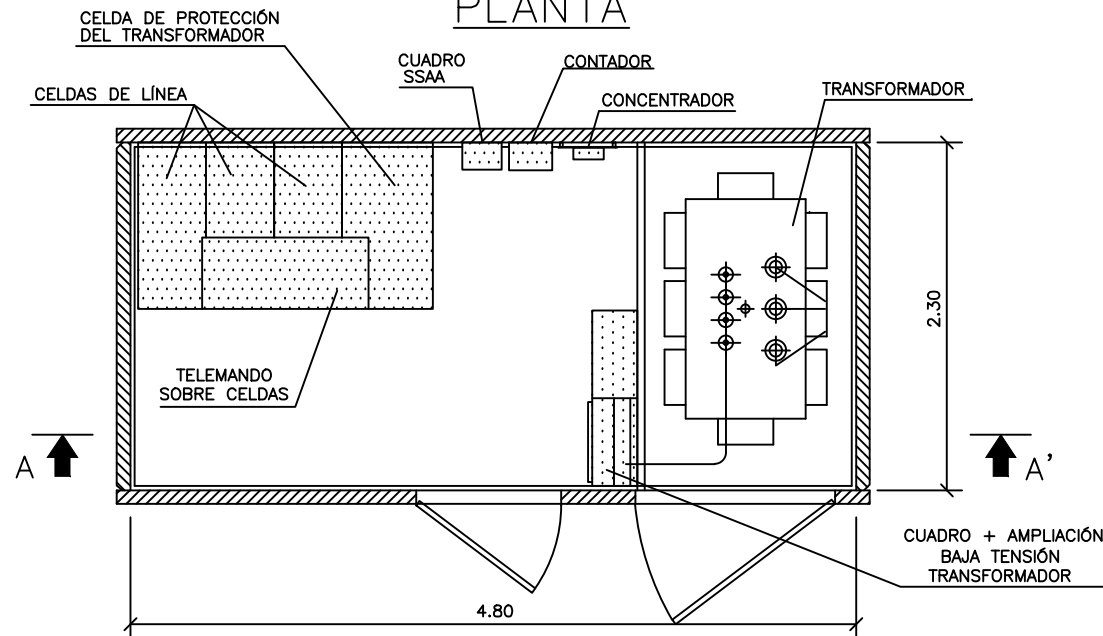 PLANTA
CELDA DE PROTECCIÓN
DEL TRANSFORMADOR
CUADRO
SSAA
CONTADOR
CELDAS DE LÍNEA
CONCENTRADOR
TRANSFORMADOR
2.30
TELEMANDO
SOBRE CELDAS
A
A'
CUADRO + AMPLIACIÓN
BAJA TENSIÓN
TRANSFORMADOR
4.80